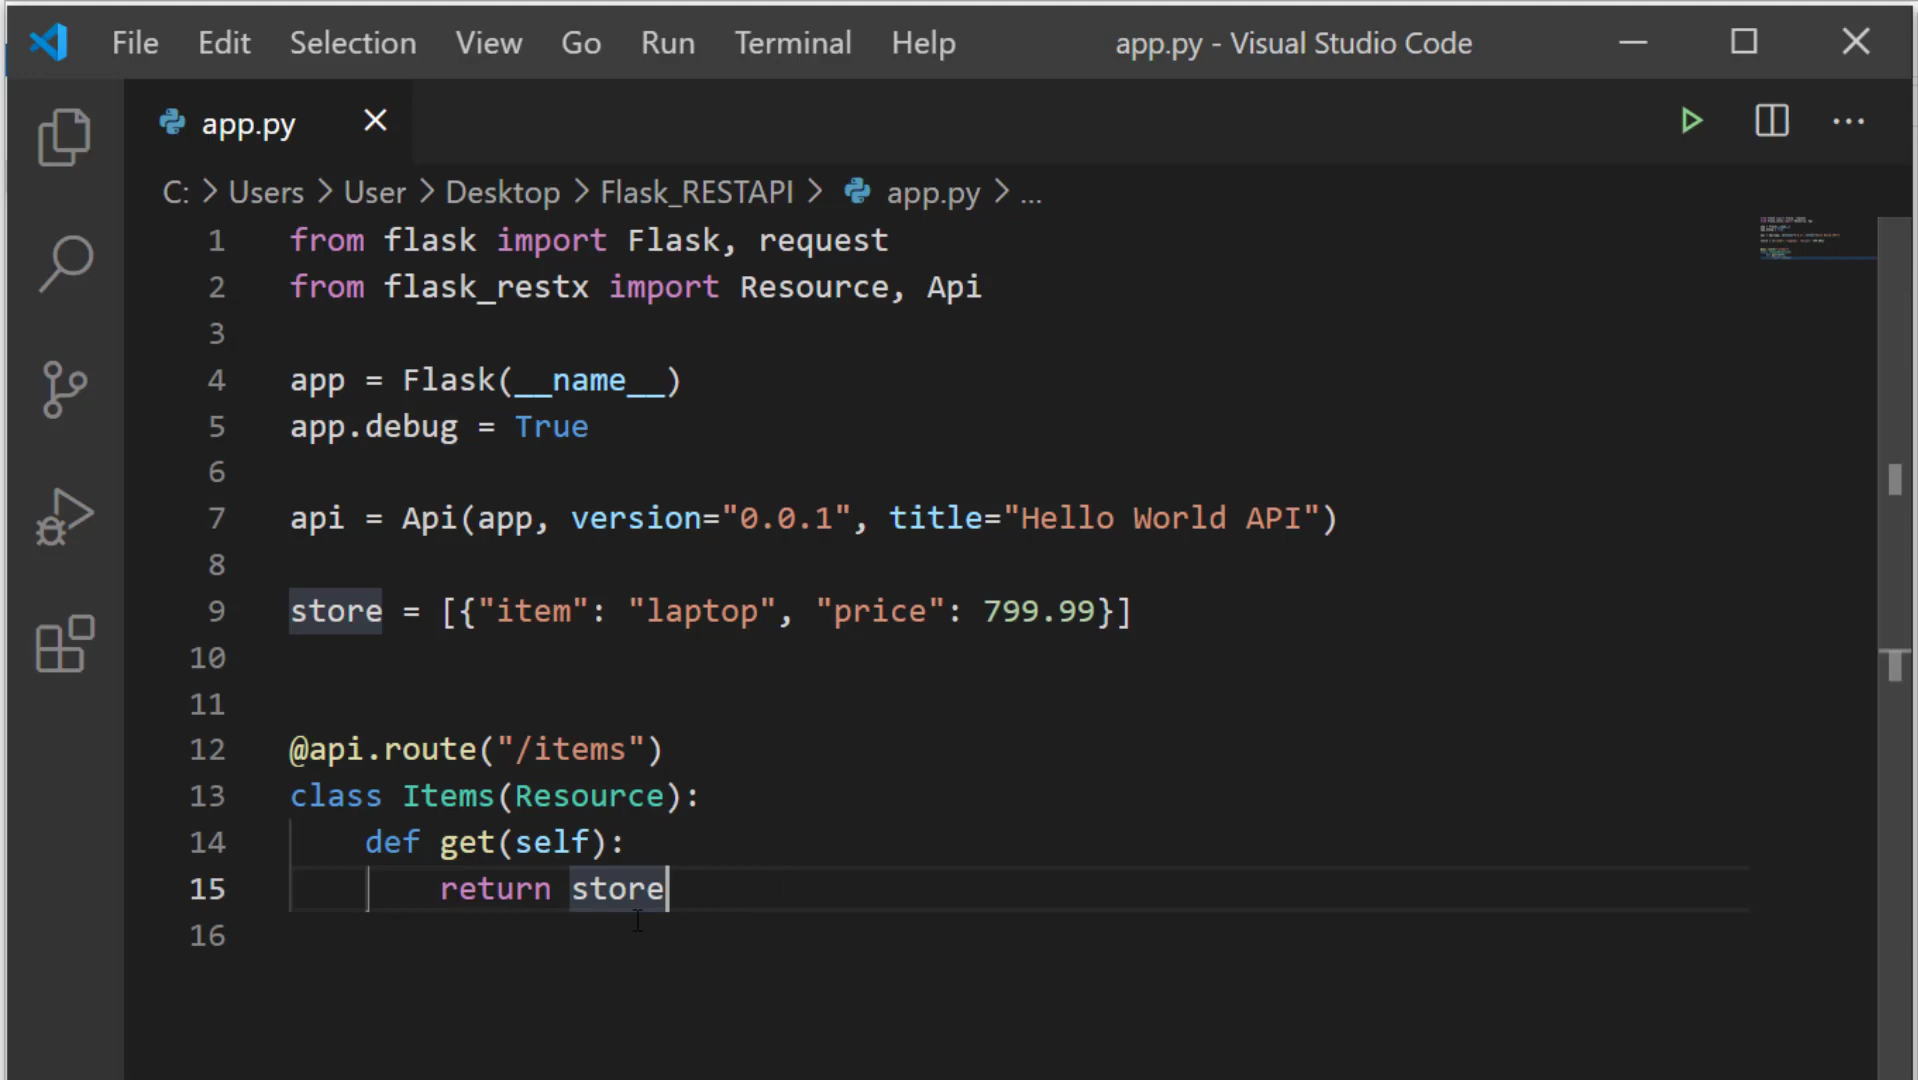 File Edit Selection View Go Run Terminal Help app.py - Visual Studio Code
app.py
C: > Users > User > Desktop > Flask_RESTAPI > app.py > ...
1 from flask import Flask, request
2 from flask_restx import Resource, Api
3
4 app = Flask(__name__)
5 app.debug = True
6
7 api = Api(app, version="0.0.1", title="Hello World API")
8
9 store = [{"item": "laptop", "price": 799.99}]
10
11
12 @api.route("/items")
13 class Items(Resource):
14     def get(self):
15         return store
16